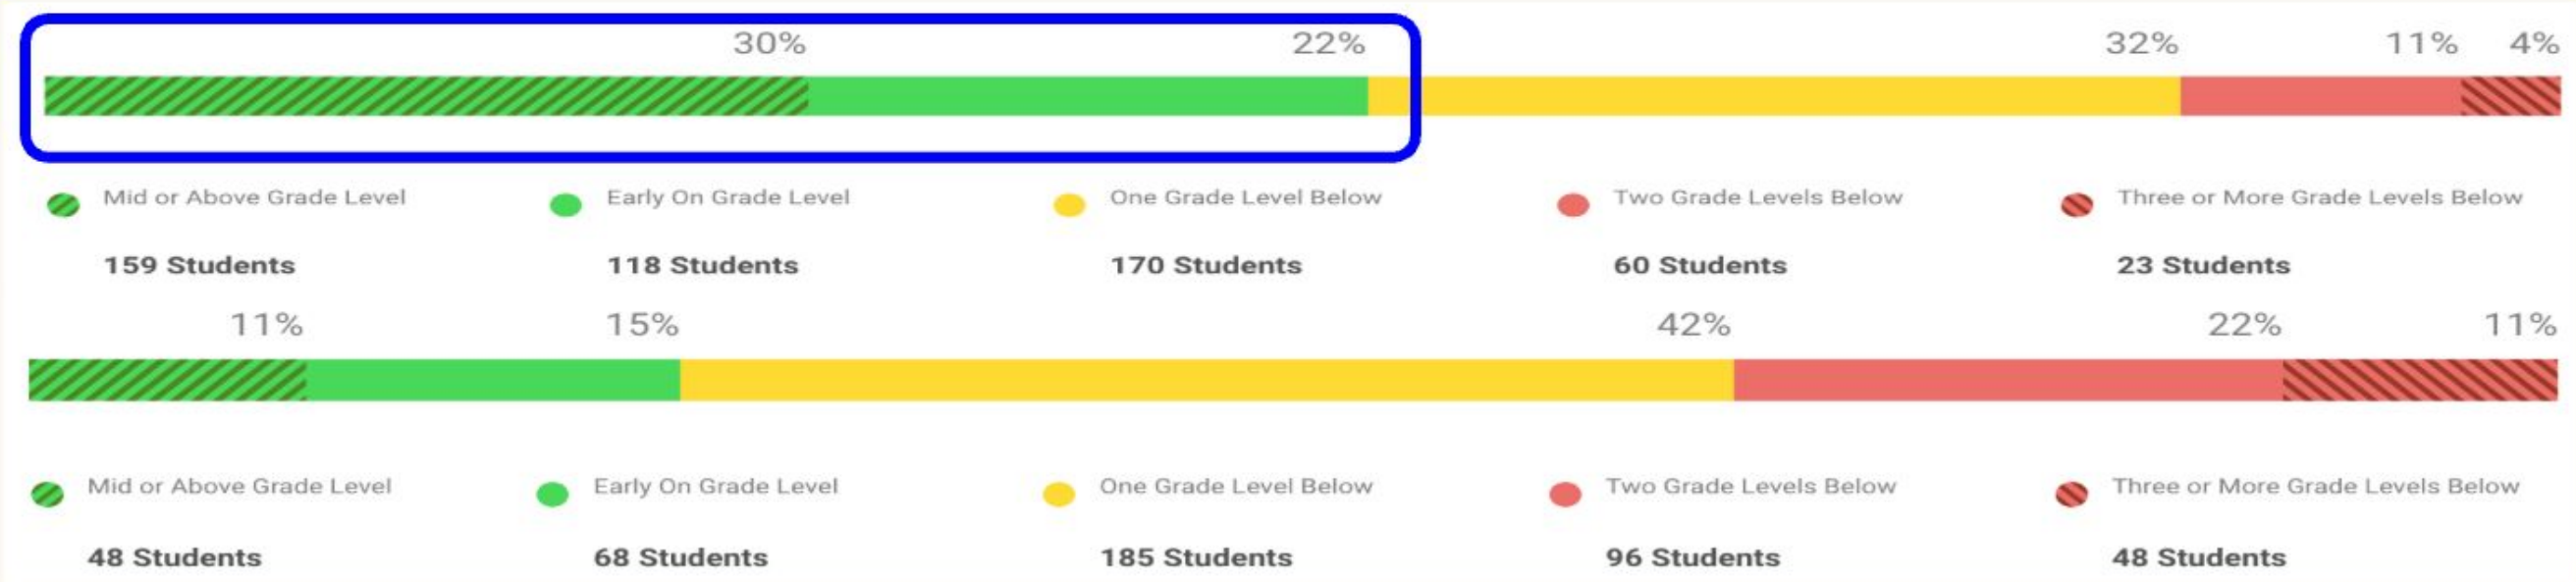 30% 22% 32% 11% 4%
Mid or Above Grade Level Early On Grade Level One Grade Level Below Two Grade Levels Below Three or More Grade Levels Below
159 Students 118 Students 170 Students 60 Students 23 Students
11% 15% 42% 22% 11%
Mid or Above Grade Level Early On Grade Level One Grade Level Below Two Grade Levels Below Three or More Grade Levels Below
48 Students 68 Students 185 Students 96 Students 48 Students